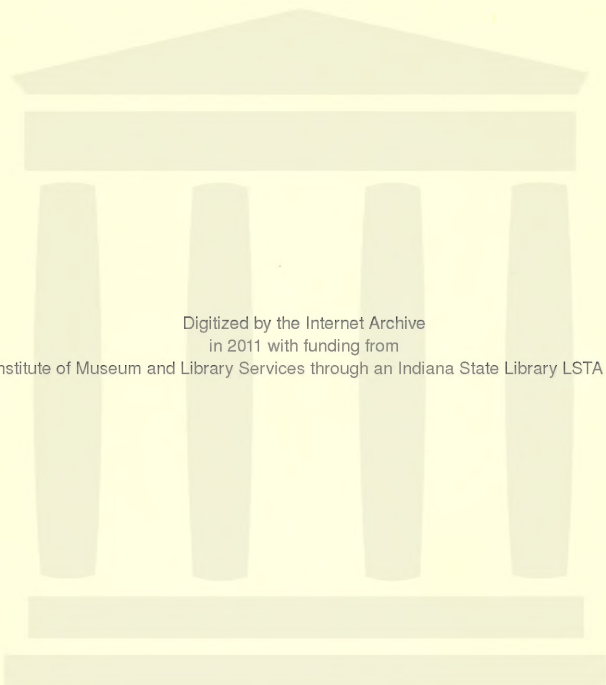 Digitized by the Internet Archive
in 2011 with funding from
nstitute of Museum and Library Services through an Indiana State Library LSTA